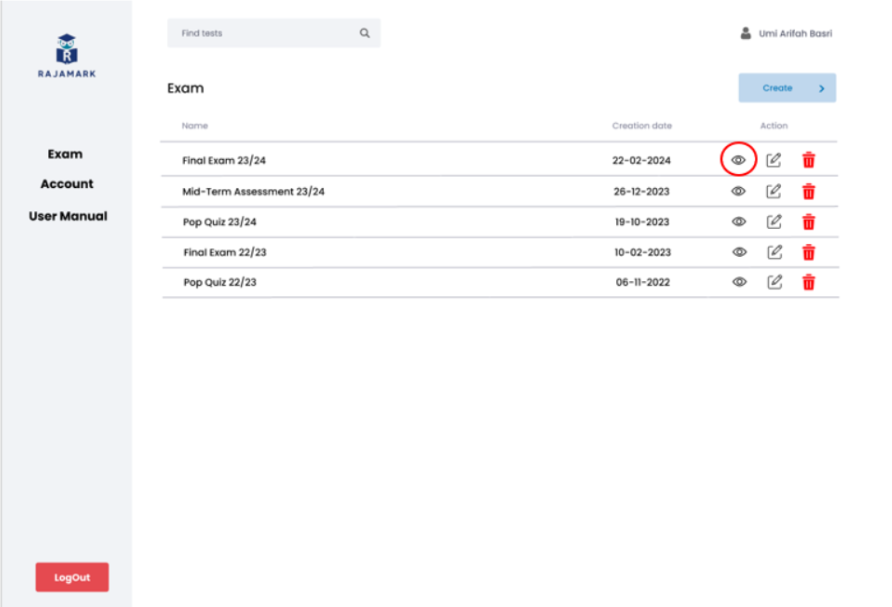 R
RAJAMARK
Exam
Account
User Manual
LogOut
Find tests
Umi Arifah Basri
Exam
Create
Name Creation date Action
Final Exam 23/24 22-02-2024
Mid-Term Assessment 23/24 26-12-2023
Pop Quiz 23/24 19-10-2023
Final Exam 22/23 10-02-2023
Pop Quiz 22/23 06-11-2022